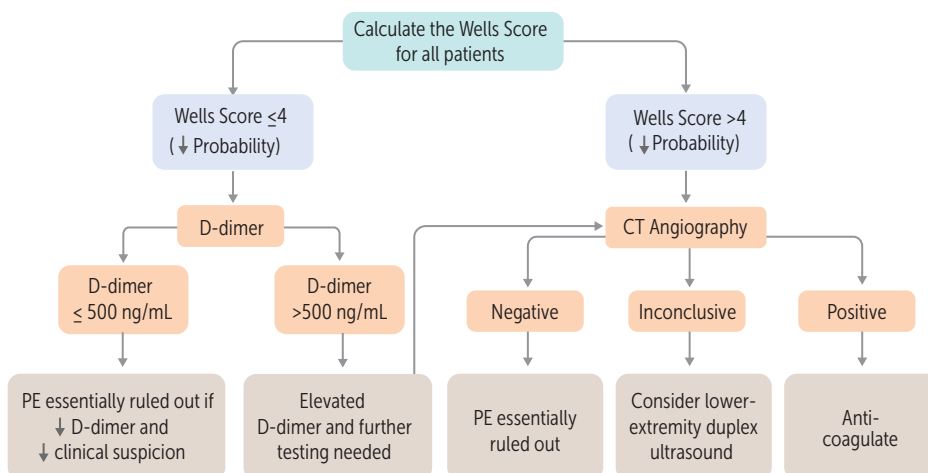 Calculate the Wells Score
for all patients
Wells Score ≤4
(↓ Probability)
Wells Score >4
(↓ Probability)
D-dimer
CT Angiography
D-dimer
≤ 500 ng/mL
D-dimer
>500 ng/mL
Negative
Inconclusive
Positive
PE essentially ruled out if
↓ D-dimer and
↓ clinical suspicion
Elevated
D-dimer and further
testing needed
PE essentially
ruled out
Consider lower-
extremity duplex
ultrasound
Anti-
coagulate